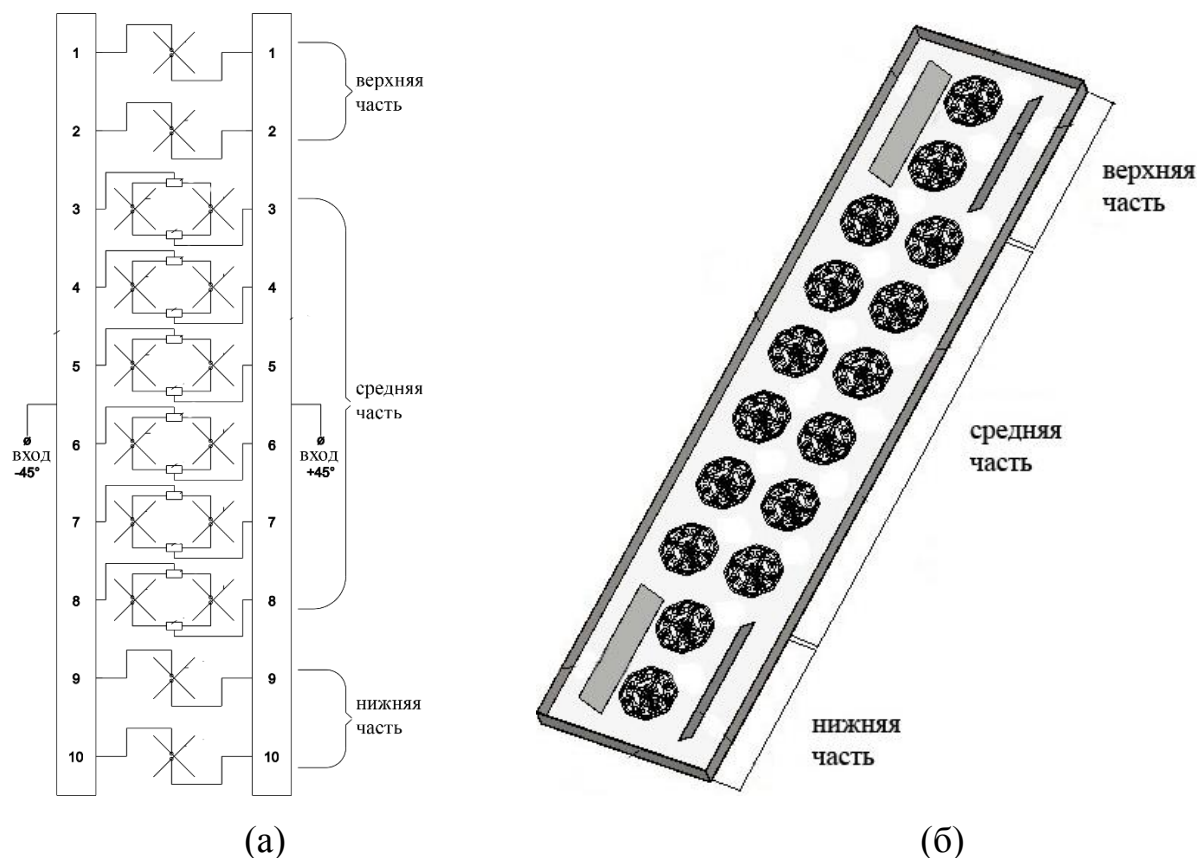 1 1
верхняя
часть
2 2
3 3
4 4
5 5
средняя
часть
вход
-45°
6 6
вход
+45°
7 7
8 8
9 9
нижняя
часть
10 10
(а)
верхняя
часть
средняя
часть
нижняя
часть
(б)